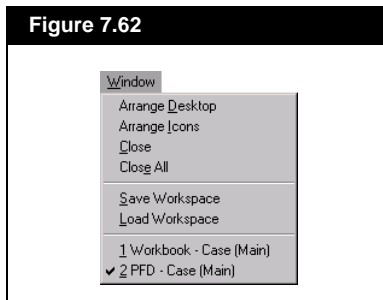 Figure 7.62
Window
Arrange Desktop
Arrange Icons
Close
Close All
Save Workspace
Load Workspace
1 Workbook - Case (Main)
✔ 2 PFD - Case (Main)